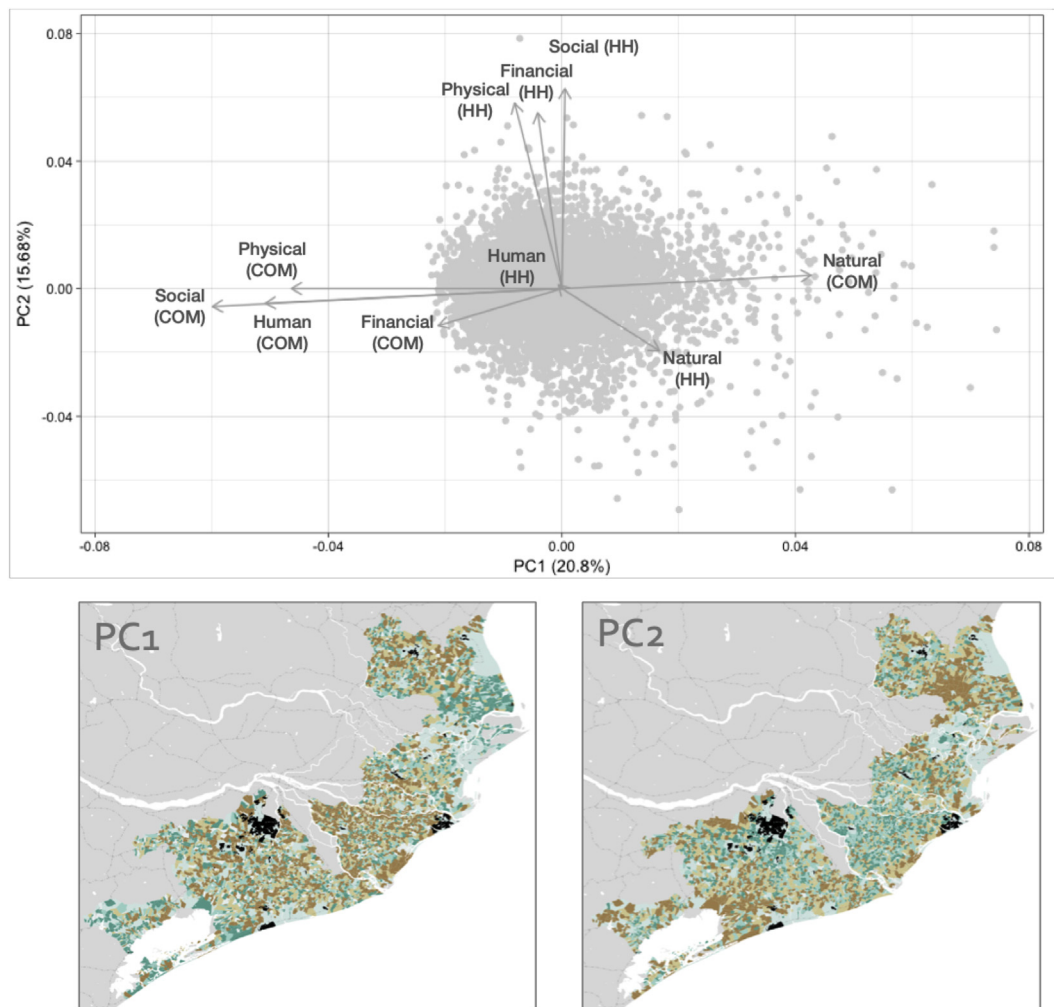 0.08
0.04
0.00
-0.04
PC2 (15.68%)
Social (HH)
Financial
(HH)
Physical
(HH)
Human
(HH)
Physical
(COM)
Social
(COM)
Human
(COM)
Financial
(COM)
Natural
(COM)
Natural
(HH)
-0.08
-0.04
0.00
0.04
0.08
PC1 (20.8%)
PC1
PC2